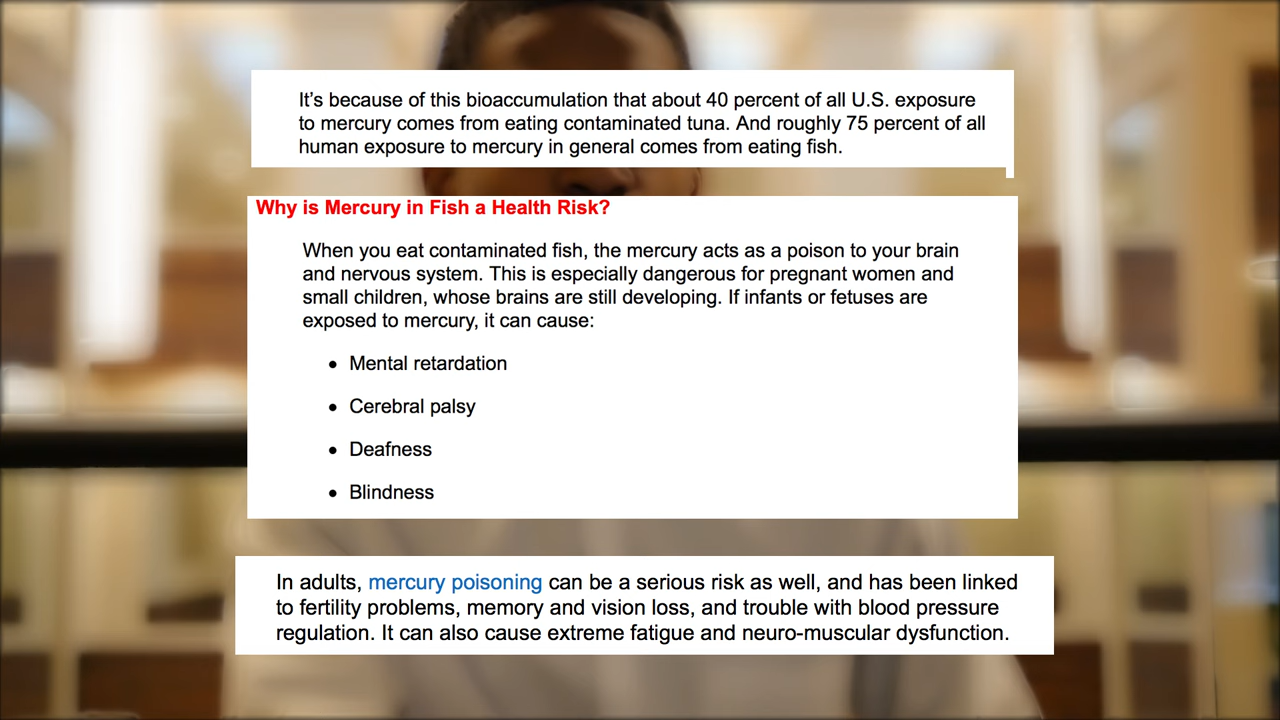 It's because of this bioaccumulation that about 40 percent of all U.S. exposure
to mercury comes from eating contaminated tuna. And roughly 75 percent of all
human exposure to mercury in general comes from eating fish.
Why is Mercury in Fish a Health Risk?
When you eat contaminated fish, the mercury acts as a poison to your brain
and nervous system. This is especially dangerous for pregnant women and
small children, whose brains are still developing. If infants or fetuses are
exposed to mercury, it can cause:
• Mental retardation
• Cerebral palsy
• Deafness
• Blindness
In adults, mercury poisoning can be a serious risk as well, and has been linked
to fertility problems, memory and vision loss, and trouble with blood pressure
regulation. It can also cause extreme fatigue and neuro-muscular dysfunction.